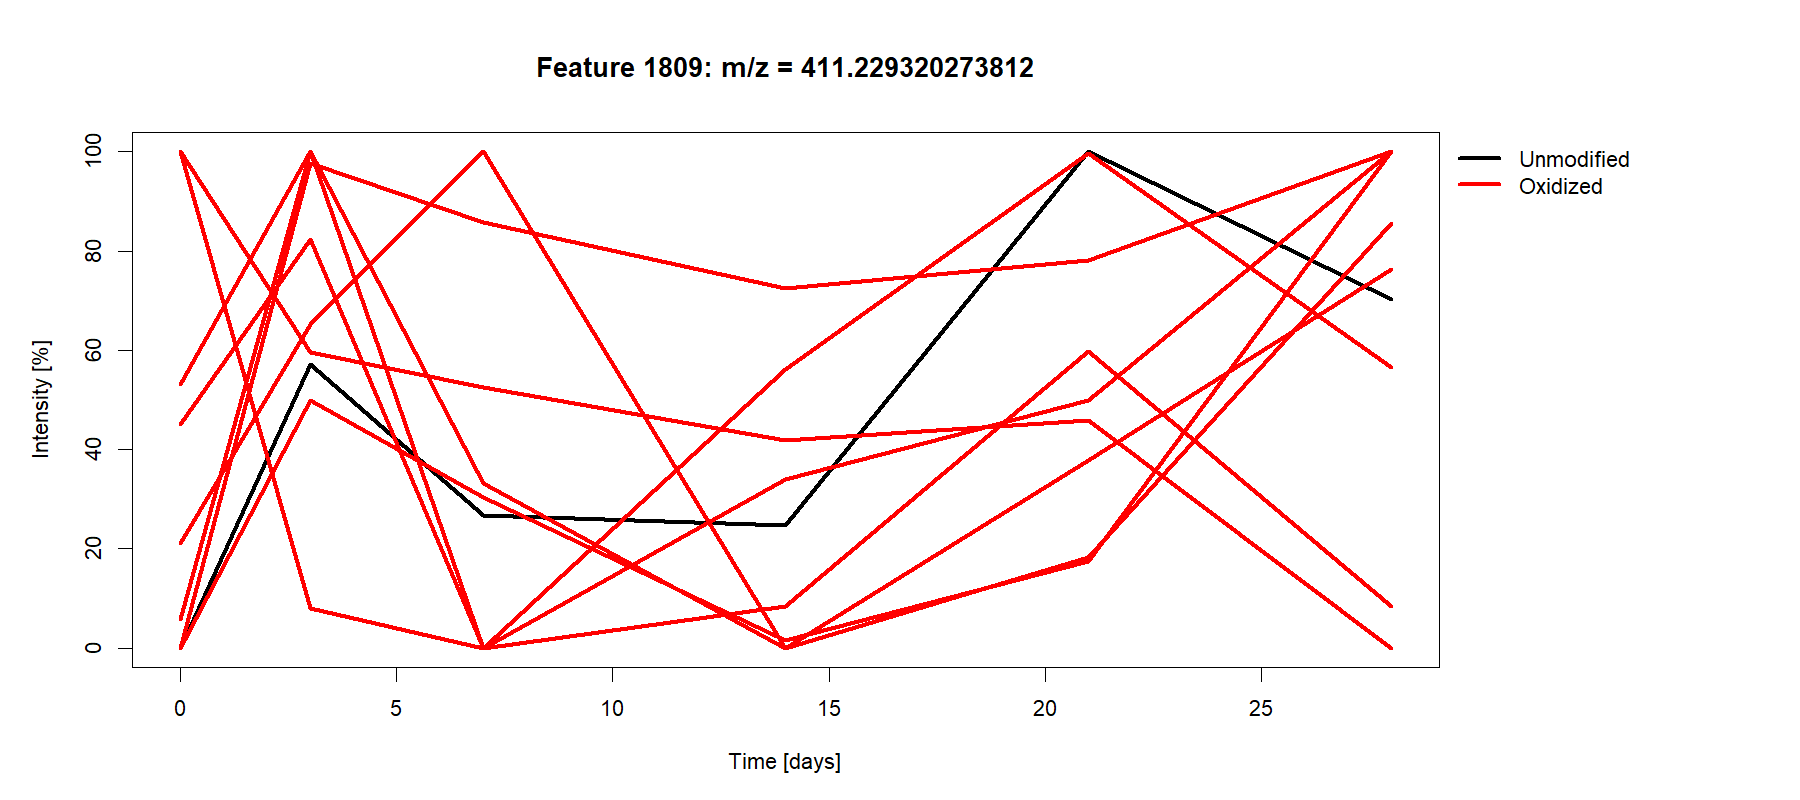 Feature 1809: m/z = 411.229320273812
Unmodified
Oxidized
Intensity [%]
100
80
60
40
20
0
0 5 10 15 20 25
Time [days]